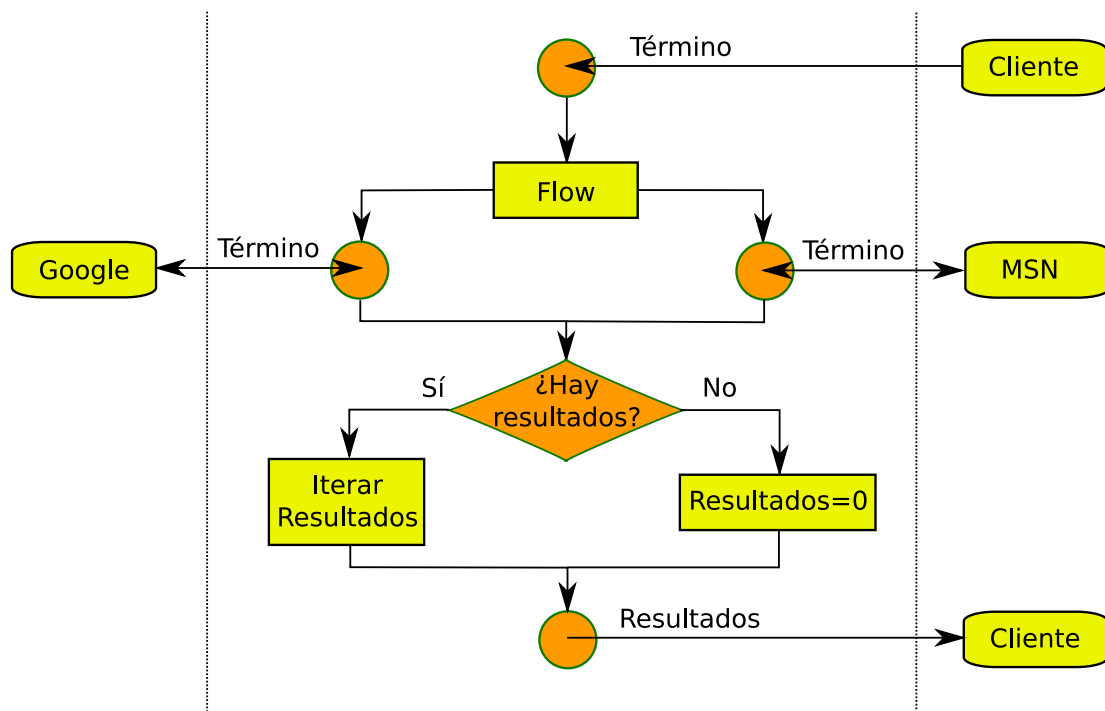 Término
Cliente
Flow
Google
Término
Término
MSN
¿Hay
resultados?
Sí
No
Iterar
Resultados
Resultados=0
Resultados
Cliente